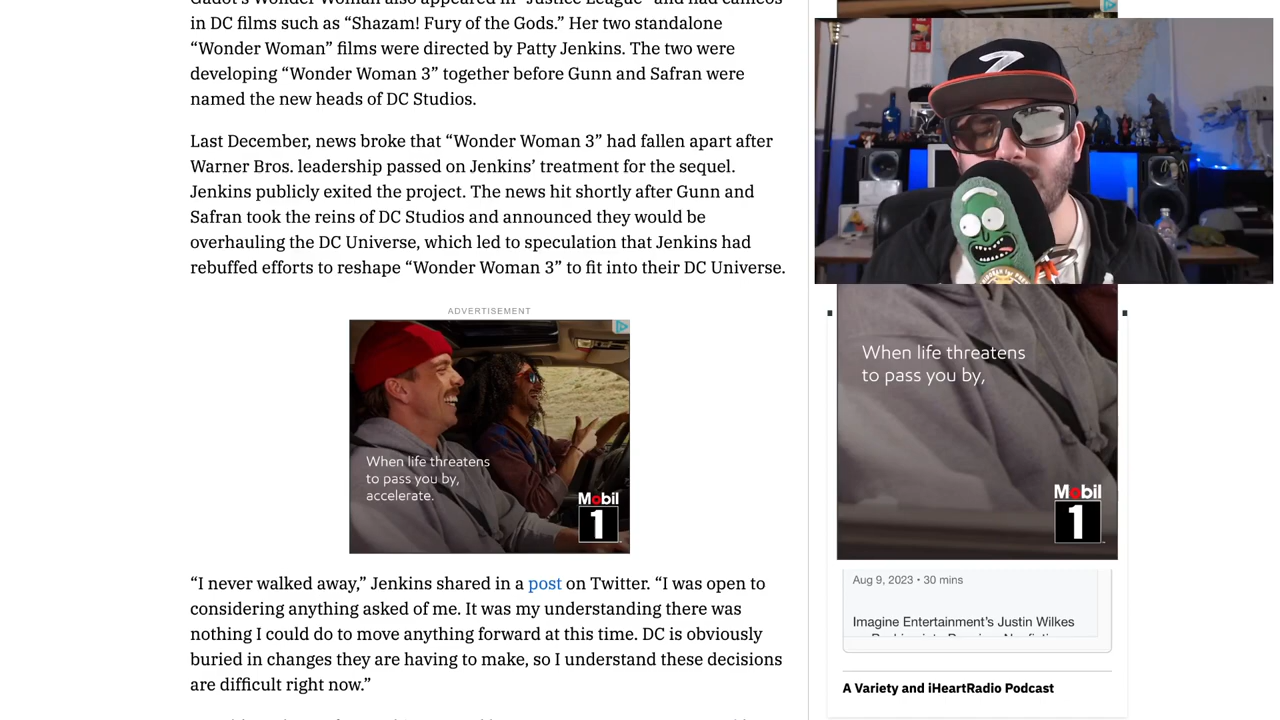 in DC films such as “Shazam! Fury of the Gods.” Her two standalone
“Wonder Woman” films were directed by Patty Jenkins. The two were
developing “Wonder Woman 3” together before Gunn and Safran were
named the new heads of DC Studios.
Last December, news broke that “Wonder Woman 3” had fallen apart after
Warner Bros. leadership passed on Jenkins’ treatment for the sequel.
Jenkins publicly exited the project. The news hit shortly after Gunn and
Safran took the reins of DC Studios and announced they would be
overhauling the DC Universe, which led to speculation that Jenkins had
rebuffed efforts to reshape “Wonder Woman 3” to fit into their DC Universe.
ADVERTISEMENT
When life threatens
to pass you by,
accelerate.
Mobil
1
“I never walked away,” Jenkins shared in a post on Twitter. “I was open to
considering anything asked of me. It was my understanding there was
nothing I could do to move anything forward at this time. DC is obviously
buried in changes they are having to make, so I understand these decisions
are difficult right now.”
When life threatens
to pass you by,
Mobil
1
Aug 9, 2023 • 30 mins
Imagine Entertainment’s Justin Wilkes
A Variety and iHeartRadio Podcast